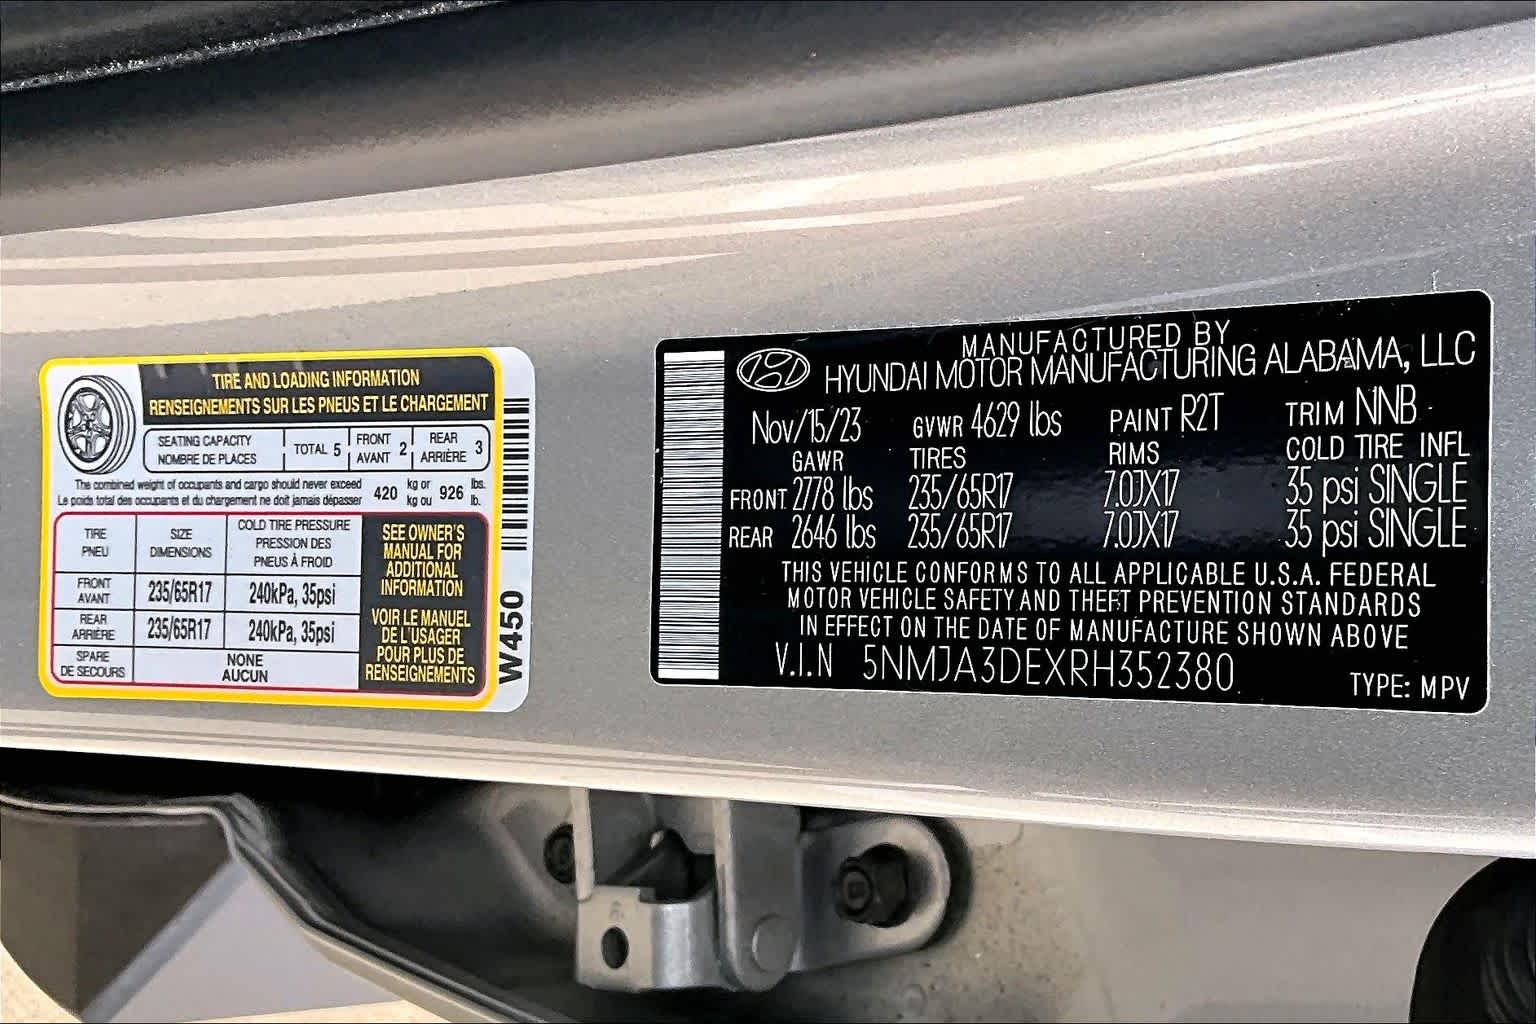 TIRE AND LOADING INFORMATION
RENSEIGNEMENTS SUR LES PNEUS ET LE CHARGEMENT
SEATING CAPACITY
NOMBRE DE PLACES
TOTAL 5
FRONT
AVANT 2
REAR
ARRIÈRE 3
The combined weight of occupants and cargo should never exceed
Le poids total des occupants et du chargement ne doit jamais dépasser
420 kg or
kg ou 926 lbs.
lb.
TIRE
PNEU
SIZE
DIMENSIONS
COLD TIRE PRESSURE
PRESSION DES
PNEUS À FROID
FRONT
AVANT
235/65R17
240kPa, 35psi
REAR
ARRIÈRE
235/65R17
240kPa, 35psi
SPARE
DE SECOURS
NONE
AUCUN
SEE OWNER'S
MANUAL FOR
ADDITIONAL
INFORMATION
VOIR LE MANUEL
DE L'USAGER
POUR PLUS DE
RENSEIGNEMENTS
W450
MANUFACTURED BY
HYUNDAI MOTOR MANUFACTURING ALABAMA, LLC
Nov/15/23 GVWR 4629 lbs PAINT R2T TRIM NNB
GAWR TIRES RIMS COLD TIRE INFL
FRONT 2778 lbs 235/65R17 7.0JX17 35 psi SINGLE
REAR 2646 lbs 235/65R17 7.0JX17 35 psi SINGLE
THIS VEHICLE CONFORMS TO ALL APPLICABLE U.S.A. FEDERAL
MOTOR VEHICLE SAFETY AND THEFT PREVENTION STANDARDS
IN EFFECT ON THE DATE OF MANUFACTURE SHOWN ABOVE
V.I.N 5NMJA3DEXRH352380
TYPE: MPV